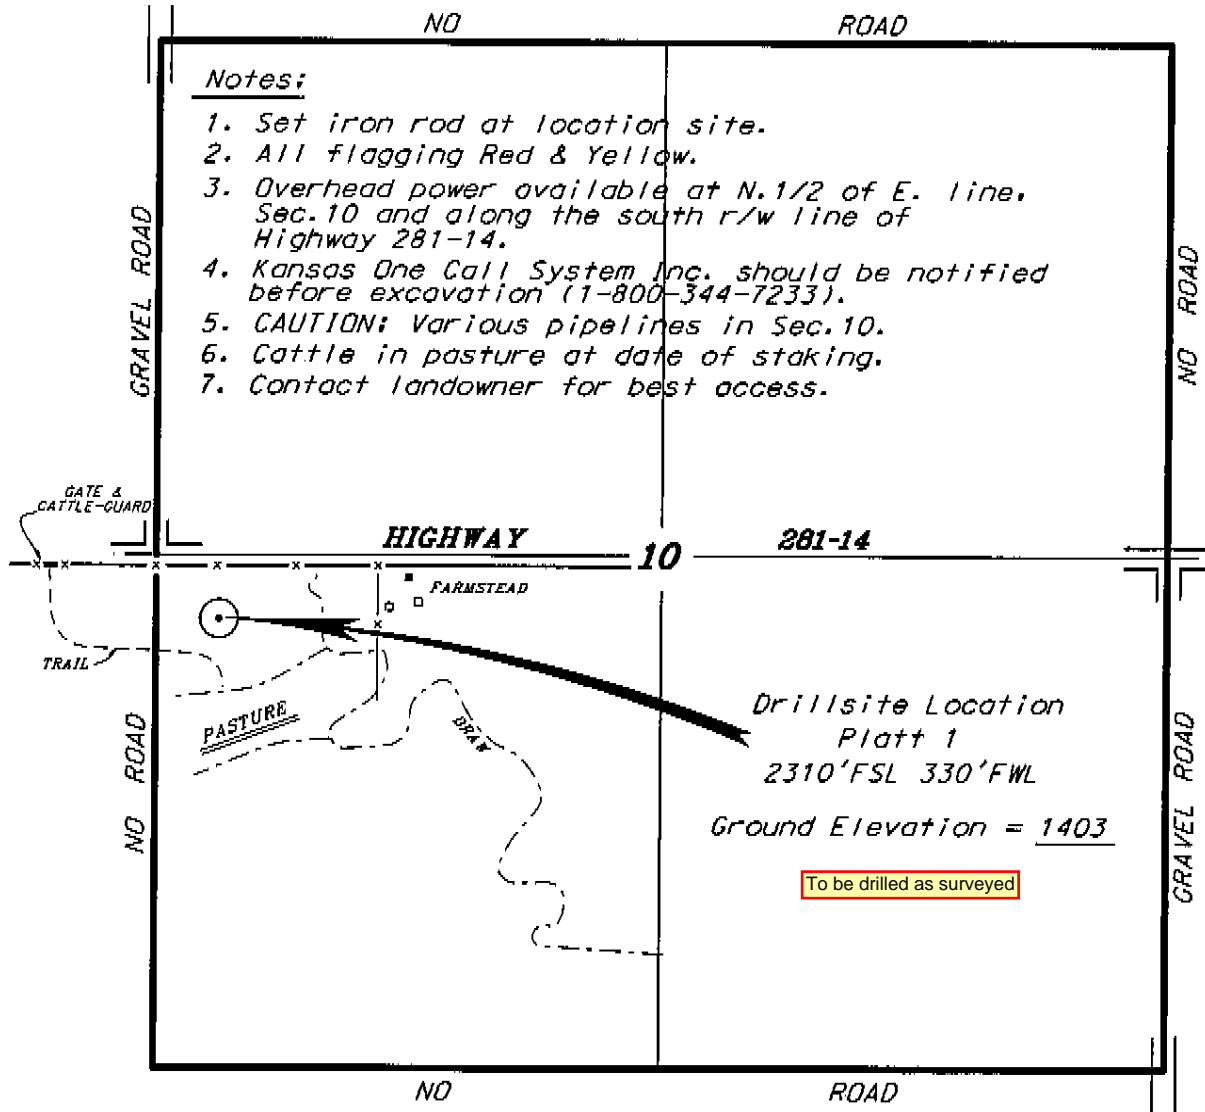 NO ROAD
Notes:
1. Set iron rod at location site.
2. All flagging Red & Yellow.
3. Overhead power available at N.1/2 of E. line.
Sec.10 and along the south r/w line of
Highway 281-14.
4. Kansas One Call System Inc. should be notified
before excavation (1-800-344-7233).
5. CAUTION: Various pipelines in Sec.10.
6. Cattle in pasture at date of staking.
7. Contact landowner for best access.
GRAVEL ROAD
NO ROAD
GATE &
CATTLE-GUARD
HIGHWAY 10 281-14
FARMSTEAD
TRAIL
PASTURE
DRAW
NO ROAD
Drillsite Location
Platt 1
2310'FSL 330'FWL
Ground Elevation = 1403
To be drilled as surveyed
GRAVEL ROAD
NO ROAD